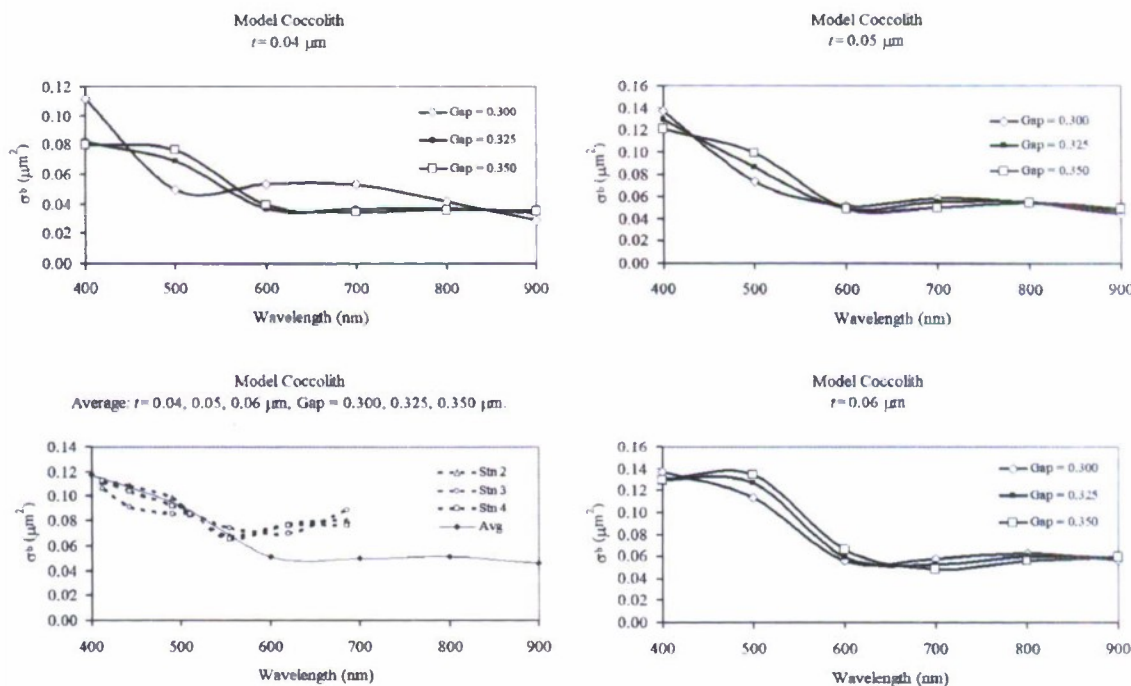 Model Coccolith
t= 0.04 μm
0.12
0.10
0.08
0.06
0.04
0.02
0.00
σᵇ (μm²)
Gap = 0.300
Gap = 0.325
Gap = 0.350
400 500 600 700 800 900
Wavelength (nm)
Model Coccolith
t= 0.05 μm
0.16
0.14
0.12
0.10
0.08
0.06
0.04
0.02
0.00
σᵇ (μm²)
Gap = 0.300
Gap = 0.325
Gap = 0.350
400 500 600 700 800 900
Wavelength (nm)
Model Coccolith
Average: t= 0.04, 0.05, 0.06 μm, Gap = 0.300, 0.325, 0.350 μm.
0.14
0.12
0.10
0.08
0.06
0.04
0.02
0.00
σᵇ (μm²)
Stn 2
Stn 3
Stn 4
Avg
400 500 600 700 800 900
Wavelength (nm)
Model Coccolith
t= 0.06 μm
0.16
0.14
0.12
0.10
0.08
0.06
0.04
0.02
0.00
σᵇ (μm²)
Gap = 0.300
Gap = 0.325
Gap = 0.350
400 500 600 700 800 900
Wavelength (nm)